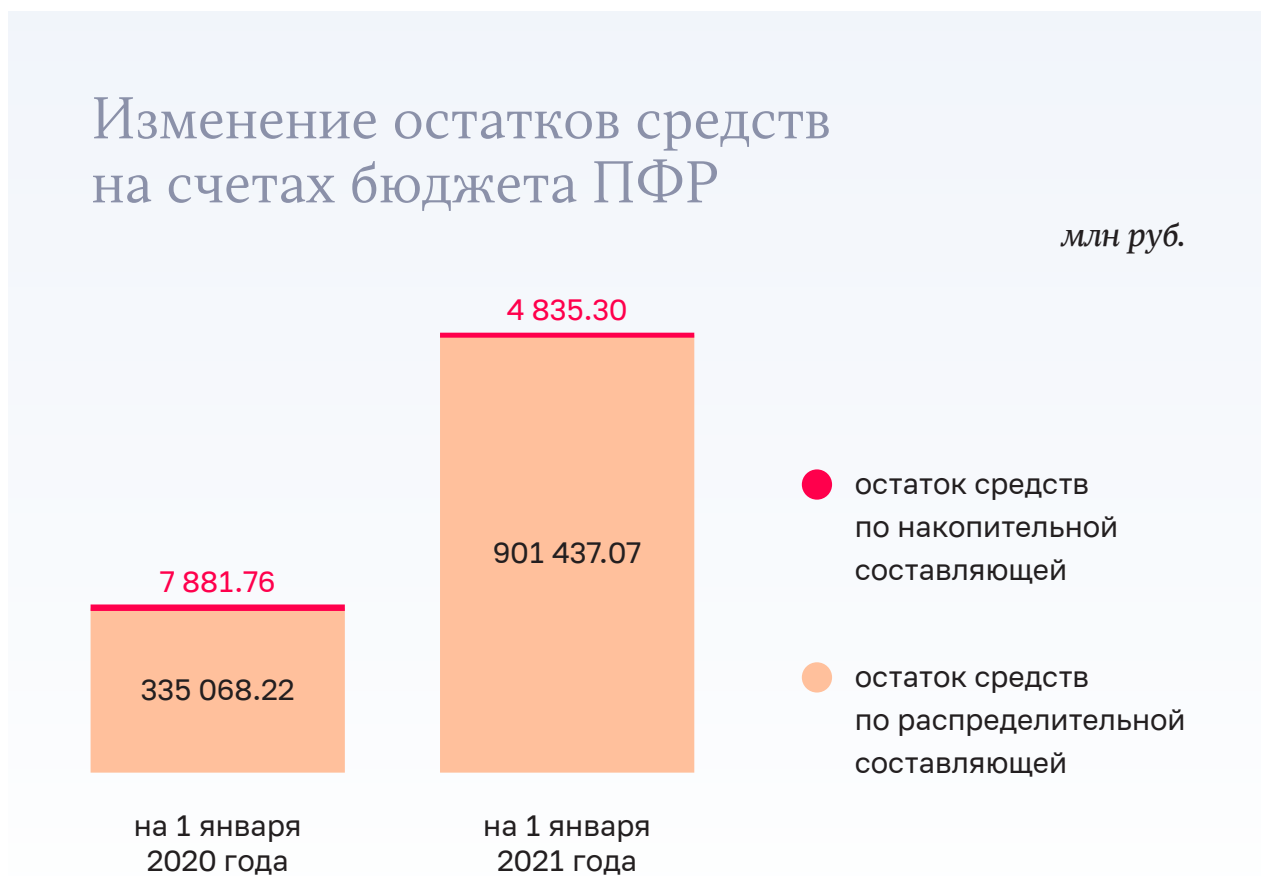 Изменение остатков средств
на счетах бюджета ПФР
млн руб.
4 835.30
901 437.07
7 881.76
335 068.22
остаток средств
по накопительной
составляющей
остаток средств
по распределительной
составляющей
на 1 января
2020 года
на 1 января
2021 года